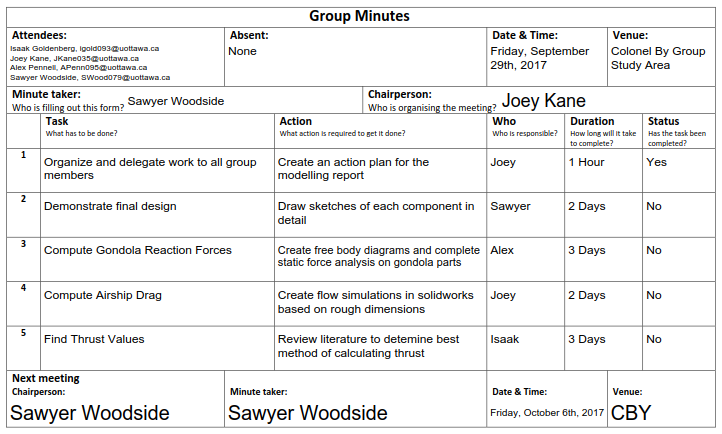 Group Minutes
Attendees:
Isaak Goldenberg, igold093@uottawa.ca
Joey Kane, JKane035@uottawa.ca
Alex Pennell, APenn095@uottawa.ca
Sawyer Woodside, SWood079@uottawa.ca
Absent:
None
Date & Time:
Friday, September
29th, 2017
Venue:
Colonel By Group
Study Area
Minute taker:
Who is filling out this form? Sawyer Woodside
Chairperson:
Who is organising the meeting? Joey Kane
Task
What has to be done?
Action
What action is required to get it done?
Who
Who is responsible?
Duration
How long will it take
to complete?
Status
Has the task been
completed?
1
Organize and delegate work to all group
members
Create an action plan for the
modelling report
Joey
1 Hour
Yes
2
Demonstrate final design
Draw sketches of each component in
detail
Sawyer
2 Days
No
3
Compute Gondola Reaction Forces
Create free body diagrams and complete
static force analysis on gondola parts
Alex
3 Days
No
4
Compute Airship Drag
Create flow simulations in solidworks
based on rough dimensions
Joey
2 Days
No
5
Find Thrust Values
Review literature to detemine best
method of calculating thrust
Isaak
3 Days
No
Next meeting
Chairperson:
Sawyer Woodside
Minute taker:
Sawyer Woodside
Date & Time:
Friday, October 6th, 2017
Venue:
CBY